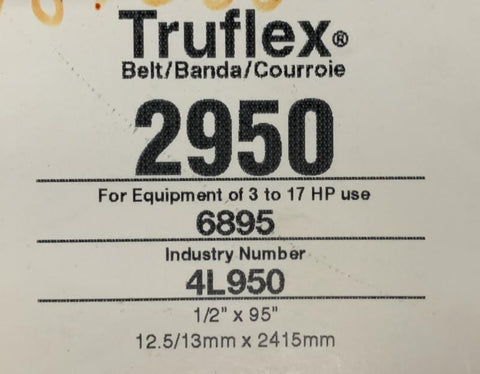 Truflex®
Belt/Banda/Courroie
2950
For Equipment of 3 to 17 HP use
6895
Industry Number
4L950
1/2" x 95"
12.5/13mm x 2415mm